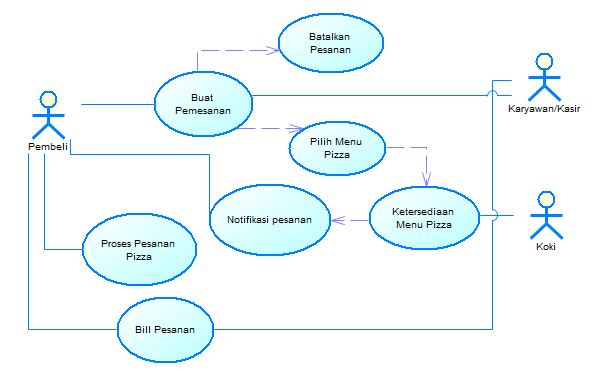 Batalkan
Pesanan
Buat
Pemesanan
Karyawan/Kasir
Pembeli
Pilih Menu
Pizza
Notifikasi pesanan
Ketersediaan
Menu Pizza
Koki
Proses Pesanan
Pizza
Bill Pesanan